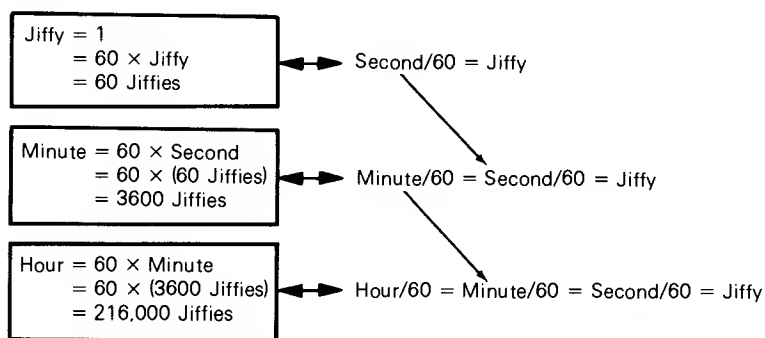 Jiffy = 1
= 60 × Jiffy
= 60 Jiffies
Second/60 = Jiffy
Minute = 60 × Second
= 60 × (60 Jiffies)
= 3600 Jiffies
Minute/60 = Second/60 = Jiffy
Hour = 60 × Minute
= 60 × (3600 Jiffies)
= 216,000 Jiffies
Hour/60 = Minute/60 = Second/60 = Jiffy